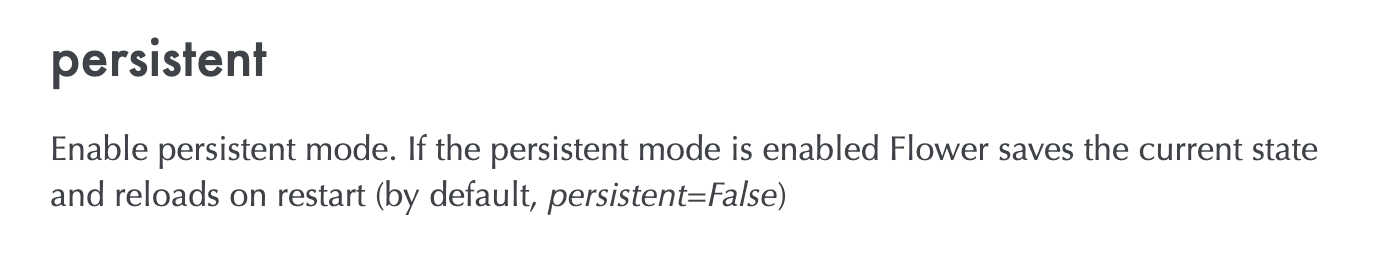 persistent
Enable persistent mode. If the persistent mode is enabled Flower saves the current state
and reloads on restart (by default, persistent=False)